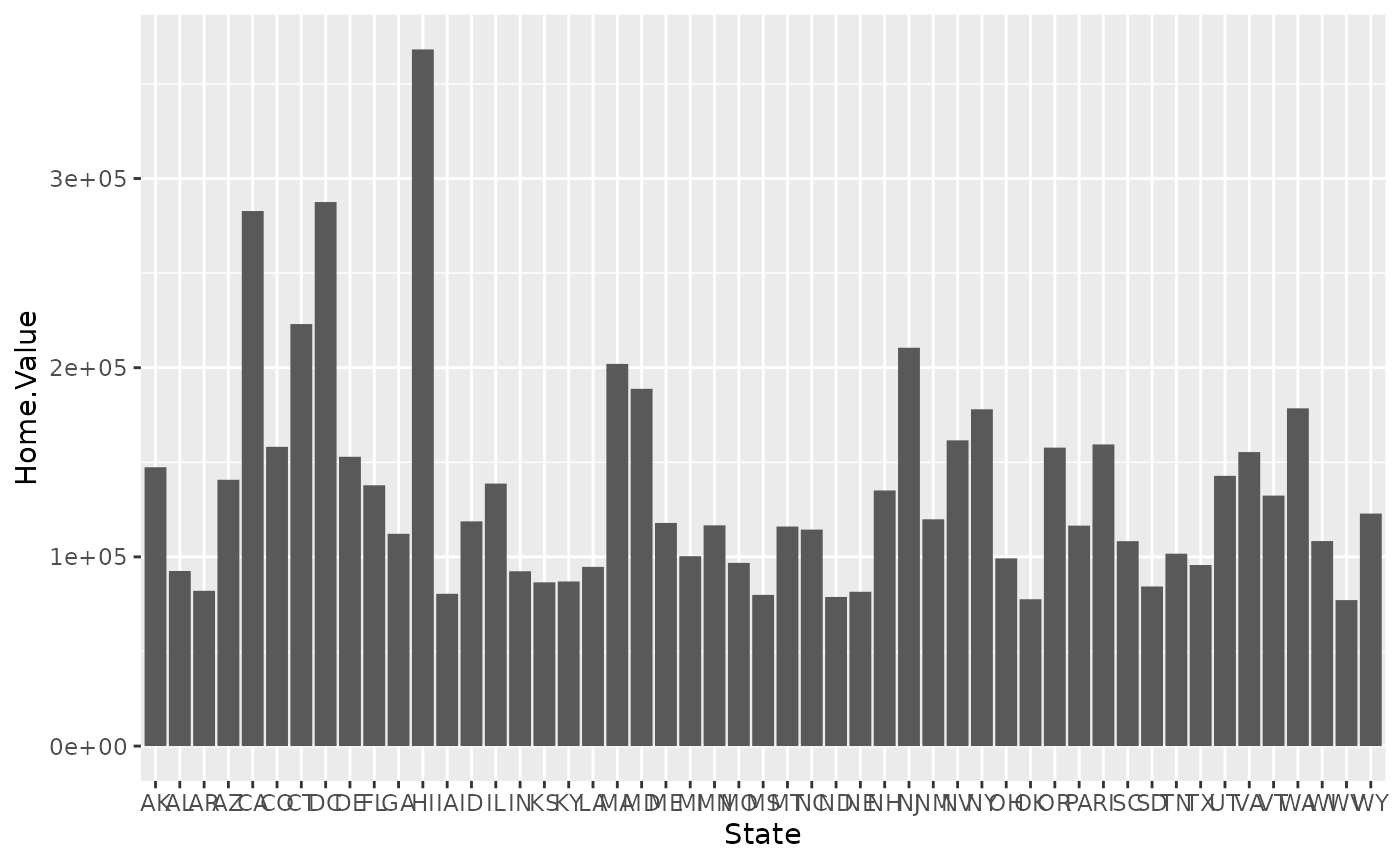 3e+05
2e+05
1e+05
0e+00
Home.Value
AK AL AR AZ CA CO CT DC DE FL GA HI IA ID IL IN KS KY LA MA MD ME MI MN MO MS MT NC ND NE NH NJ NM NV NY OH OK OR PA RI SC SD TN TX UT VA VT WA WI WV WY
State